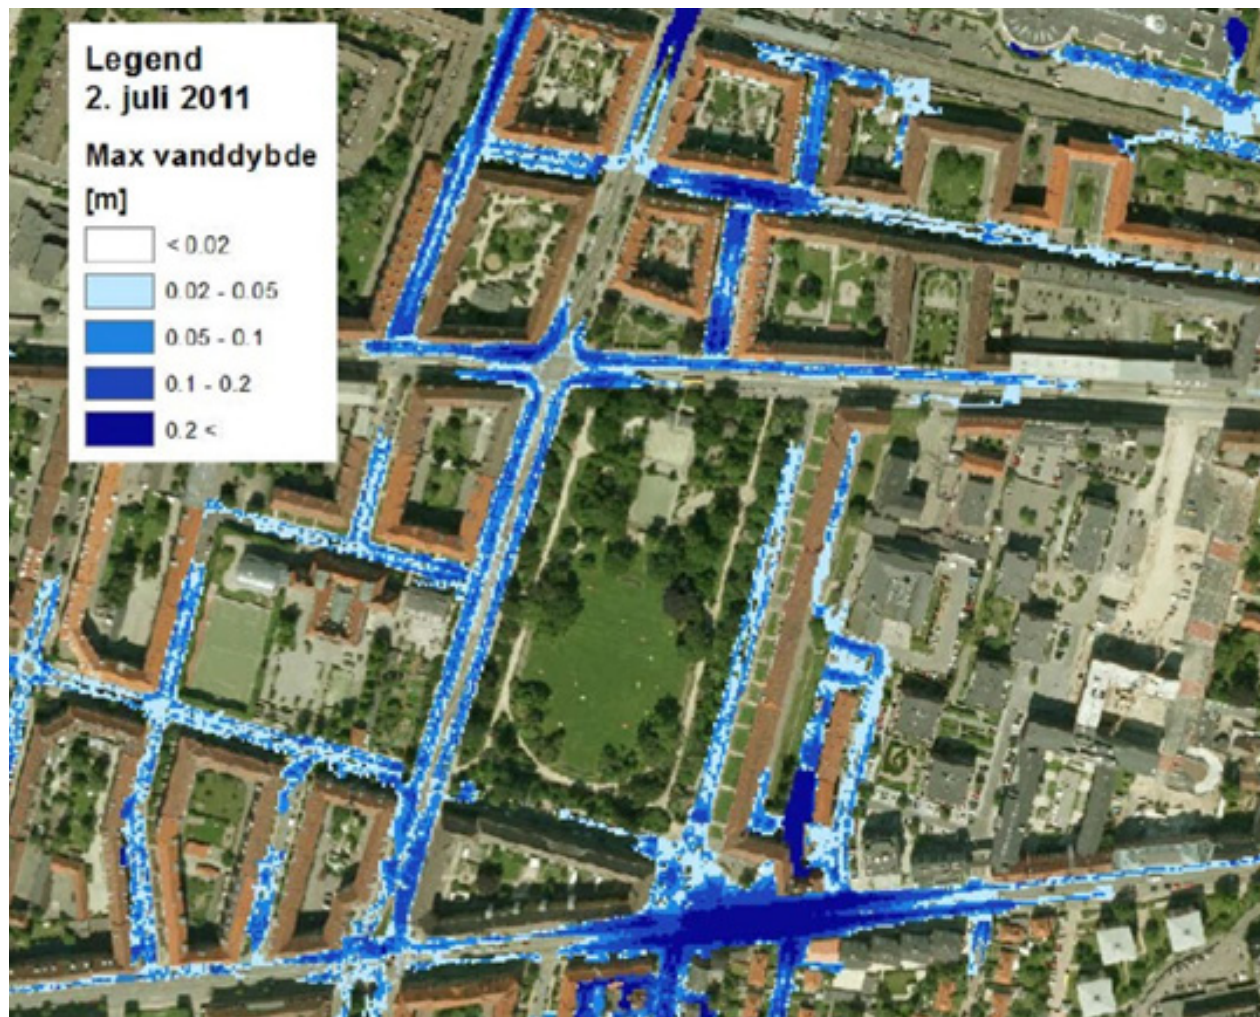 Legend
2. juli 2011
Max vanddybde
[m]
< 0.02
0.02 - 0.05
0.05 - 0.1
0.1 - 0.2
0.2 <